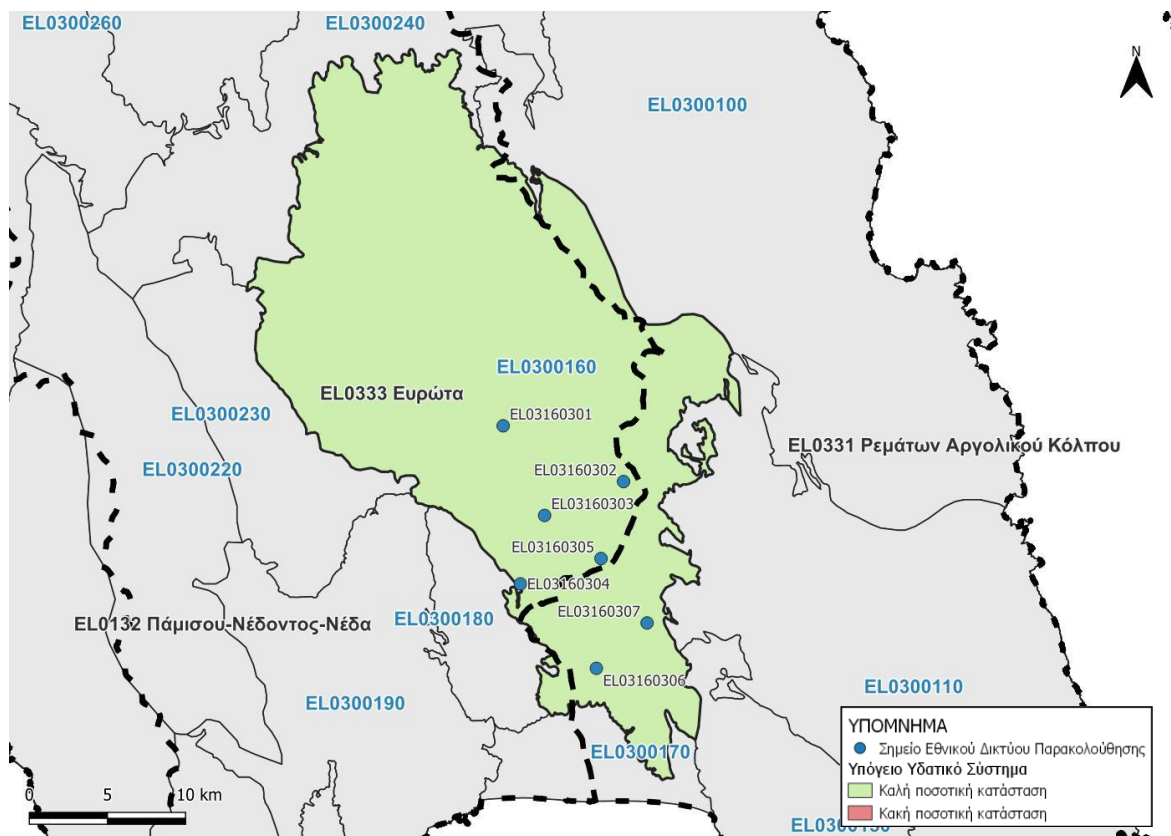 EL0300260
EL0300240
N
EL0300100
EL0300160
EL0333 Ευρώτα
EL0300230
EL03160301
EL0331 Ρεμάτων Αργολικού Κόλπου
EL0300220
EL03160302
EL03160303
EL03160305
EL03160304
EL03160307
EL0300180
EL0132 Πάμισου-Νέδοντος-Νέδα
EL03160306
EL0300110
EL0300190
EL0300170
ΥΠΟΜΝΗΜΑ
Σημείο Εθνικού Δικτύου Παρακολούθησης
Υπόγειο Υδατικό Σύστημα
Καλή ποσοτική κατάσταση
Κακή ποσοτική κατάσταση
0 5 10 km